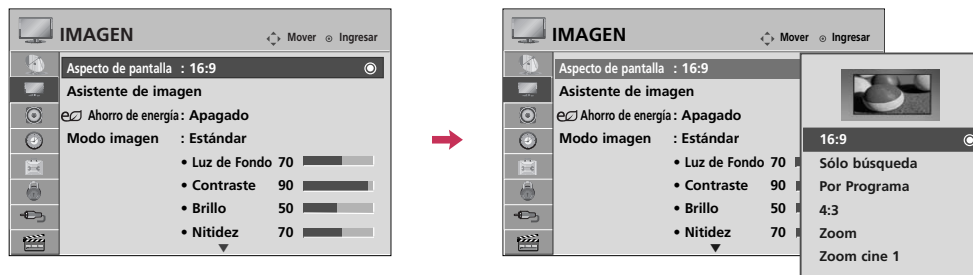 IMAGEN
Mover
Ingresar
Aspecto de pantalla : 16:9
Asistente de imagen
Ahorro de energía : Apagado
Modo imagen : Estándar
• Luz de Fondo 70
• Contraste 90
• Brillo 50
• Nitidez 70
IMAGEN
Mover
Ingresar
Aspecto de pantalla : 16:9
Asistente de imagen
Ahorro de energía : Apagado
Modo imagen : Estándar
• Luz de Fondo 70
• Contraste 90
• Brillo 50
• Nitidez 70
16:9
Sólo búsqueda
Por Programa
4:3
Zoom
Zoom cine 1